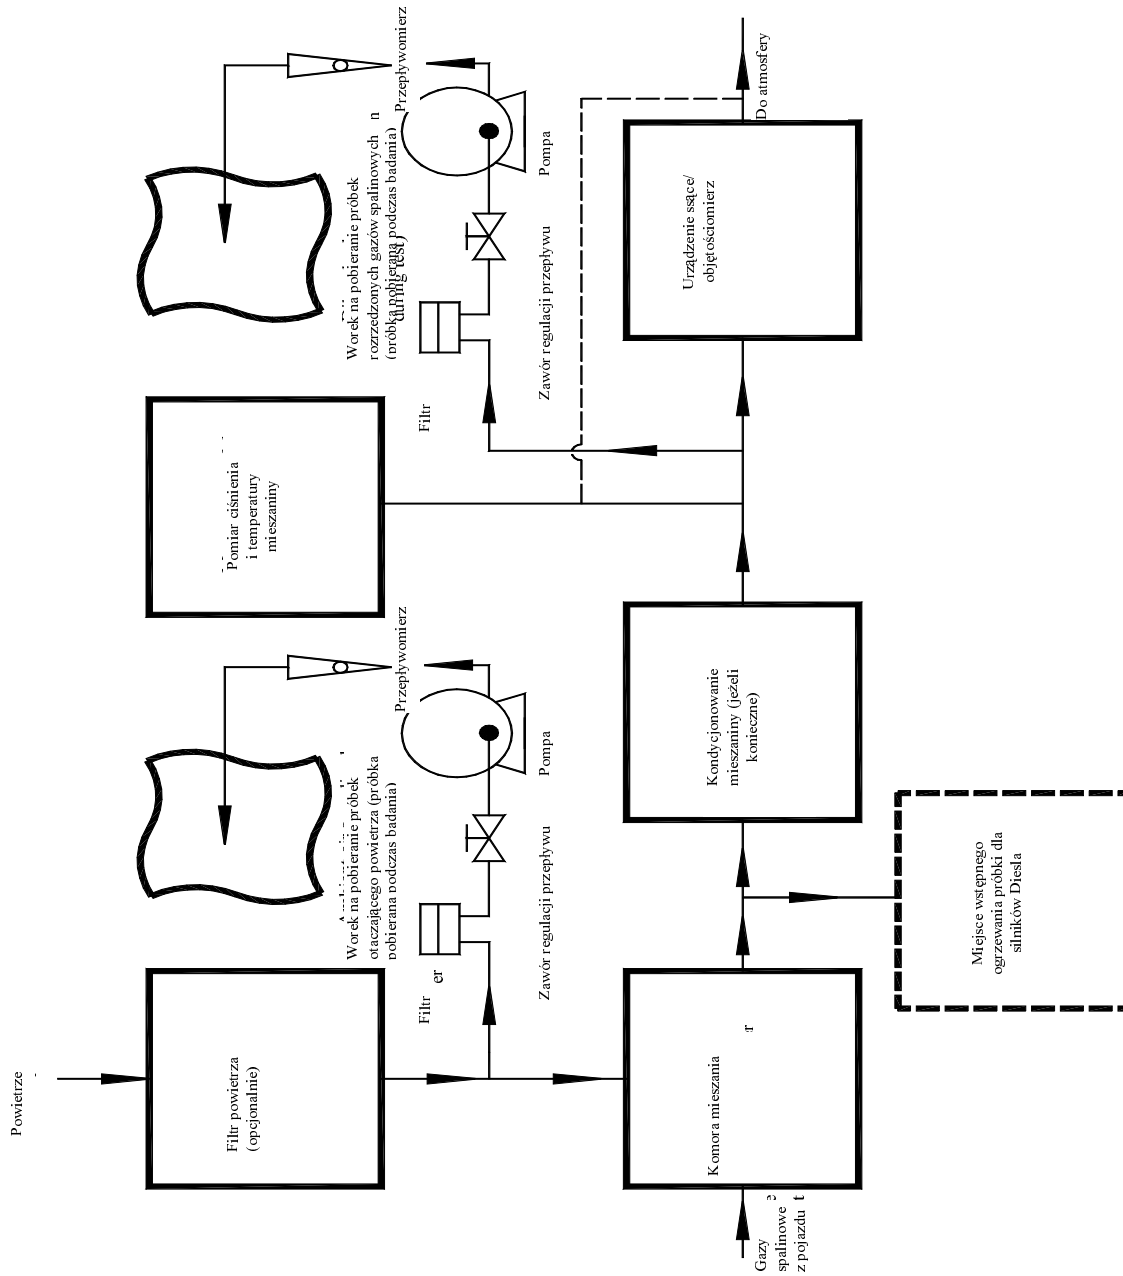 Powietrze
Filtr powietrza
(opcjonalnie)
Gazy
spalinowe
z pojazdu
Komora mieszania
Filtr
er
Zawór regulacji przepływu
Pompa
Przepływomierz
Worek na pobieranie próbek
otaczającego powietrza (próbka
pobierana podczas badania)
Miejsce wstępnego
ogrzewania próbki dla
silników Diesla
Kondycjonowanie
mieszaniny (jeżeli
konieczne)
Pomiar ciśnienia
i temperatury
mieszaniny
Filtr
Zawór regulacji przepływu
Pompa
Przepływomierz
Worek na pobieranie próbek
rozrzedzonych gazów spalinowych n
(próbka pobierana podczas badania)
during test)
Urządzenie ssące/
objętościomierz
Do atmosfery